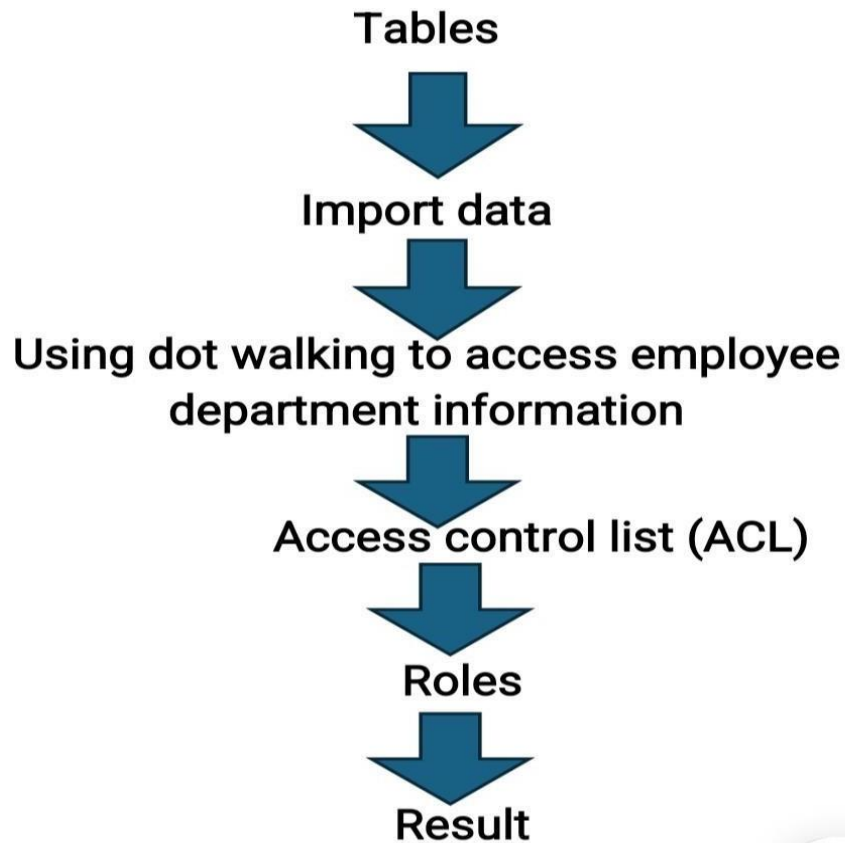 Tables
Import data
Using dot walking to access employee
department information
Access control list (ACL)
Roles
Result